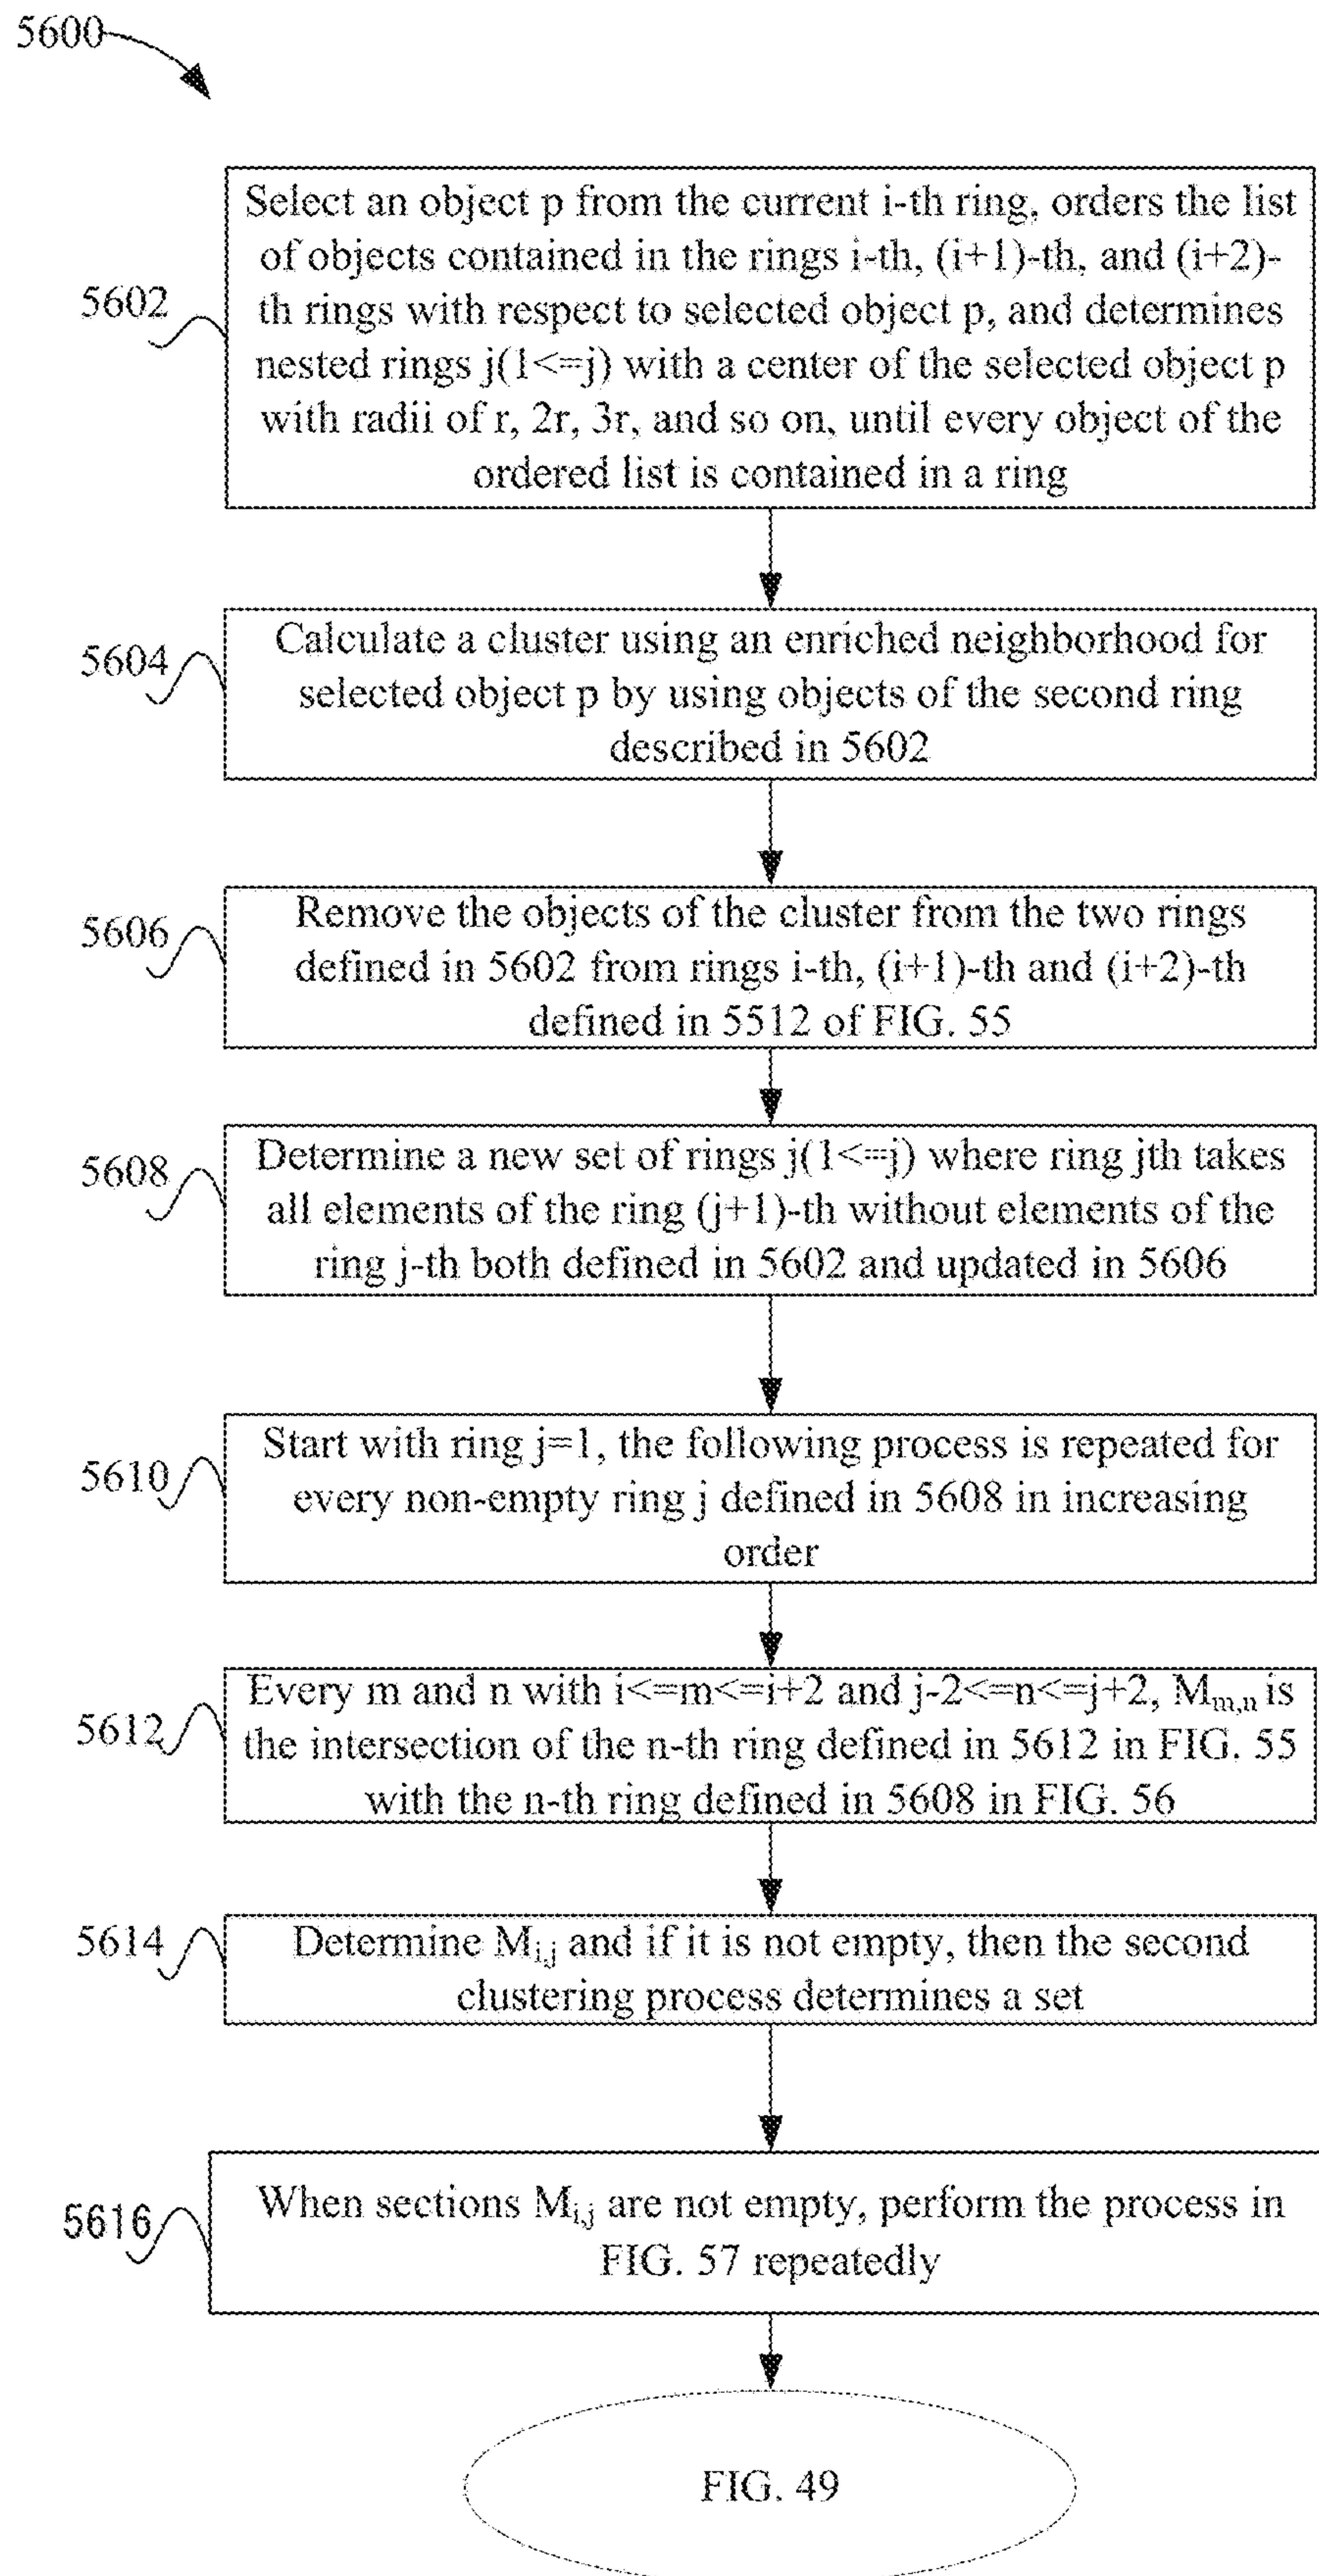 5600
5602
Select an object p from the current i-th ring, orders the list
of objects contained in the rings i-th, (i+1)-th, and (i+2)-
th rings with respect to selected object p, and determines
nested rings j(1<=j) with a center of the selected object p
with radii of r, 2r, 3r, and so on, until every object of the
ordered list is contained in a ring
5604
Calculate a cluster using an enriched neighborhood for
selected object p by using objects of the second ring
described in 5602
5606
Remove the objects of the cluster from the two rings
defined in 5602 from rings i-th, (i+1)-th and (i+2)-th
defined in 5512 of FIG. 55
5608
Determine a new set of rings j(1<=j) where ring jth takes
all elements of the ring (j+1)-th without elements of the
ring j-th both defined in 5602 and updated in 5606
5610
Start with ring j=1, the following process is repeated for
every non-empty ring j defined in 5608 in increasing
order
5612
Every m and n with i<=m<=i+2 and j-2<=n<=j+2, Mm,n is
the intersection of the n-th ring defined in 5612 in FIG. 55
with the n-th ring defined in 5608 in FIG. 56
5614
Determine Mi,j and if it is not empty, then the second
clustering process determines a set
5616
When sections Mi,j are not empty, perform the process in
FIG. 57 repeatedly
FIG. 49